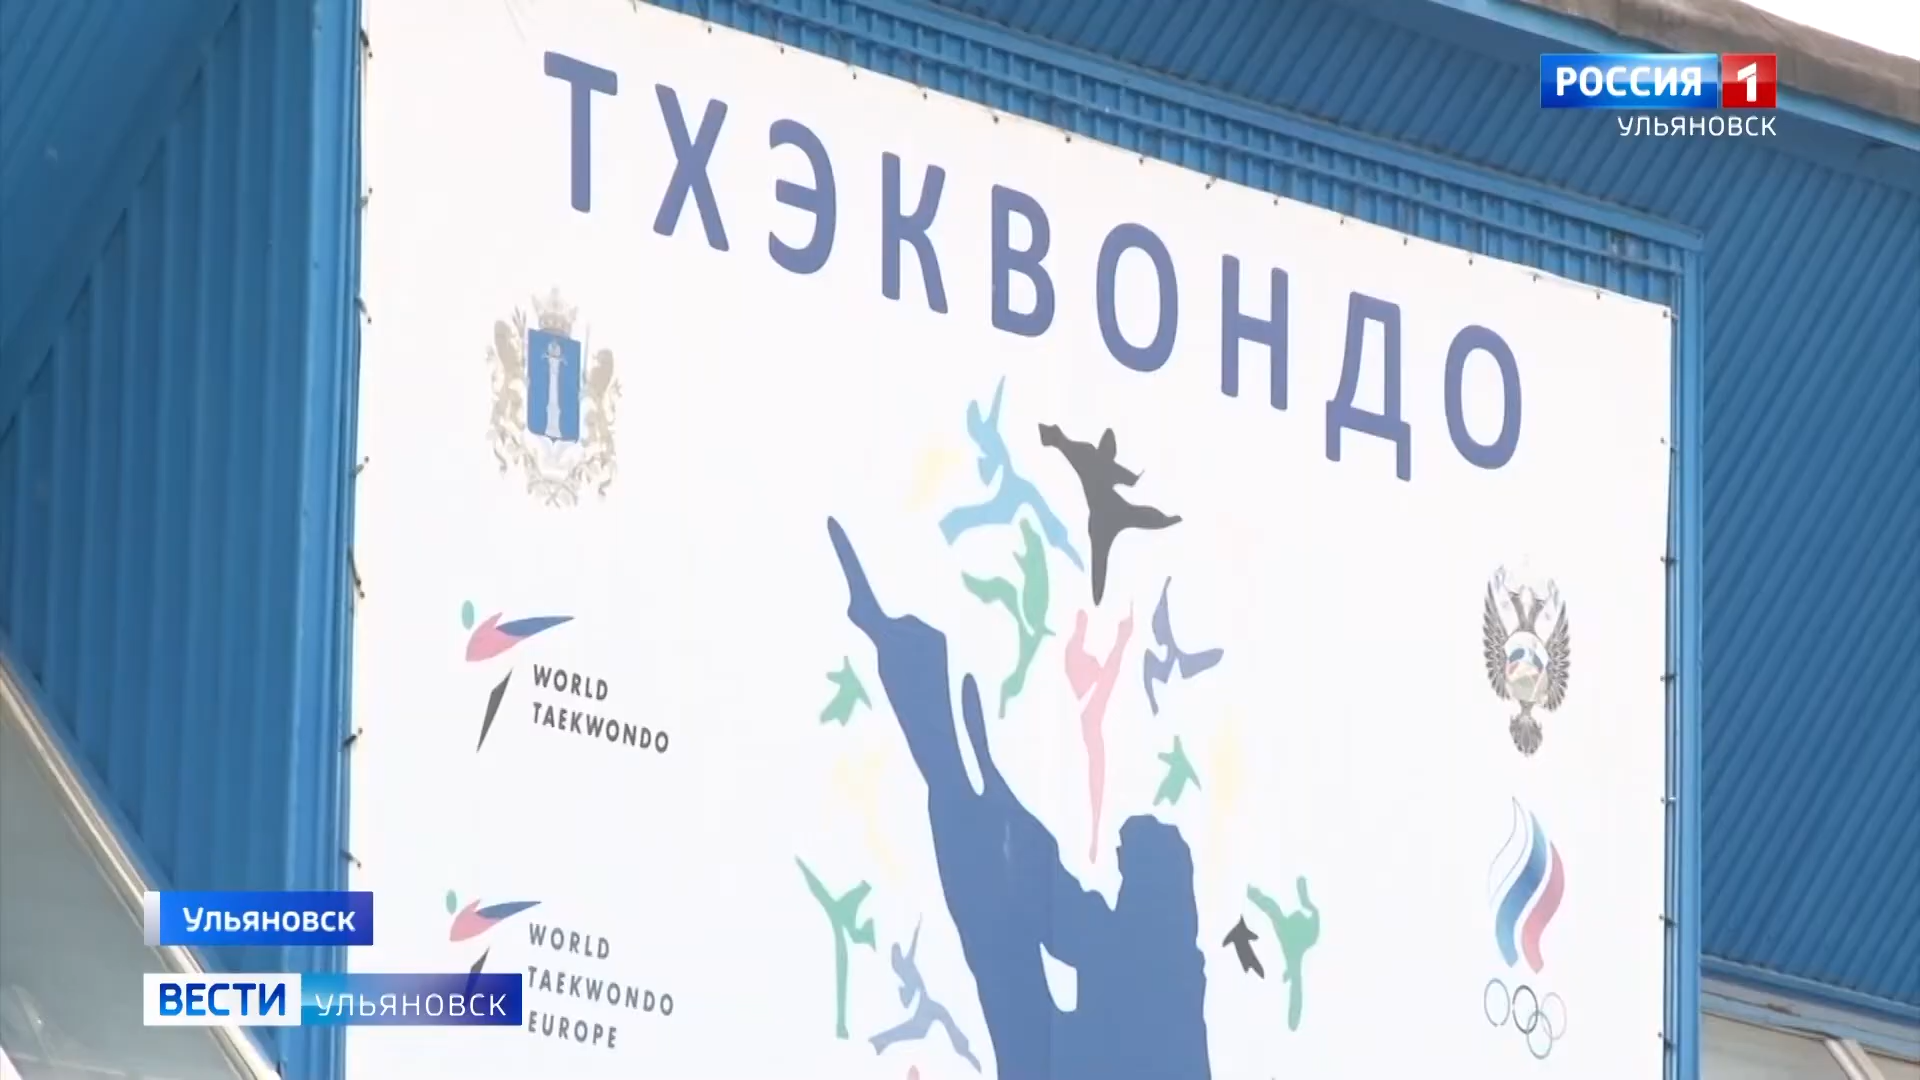 ТХЭКВОНДО
РОССИЯ 1
УЛЬЯНОВСК
WORLD
TAEKWONDO
WORLD
TAEKWONDO
EUROPE
Ульяновск
ВЕСТИ УЛЬЯНОВСК